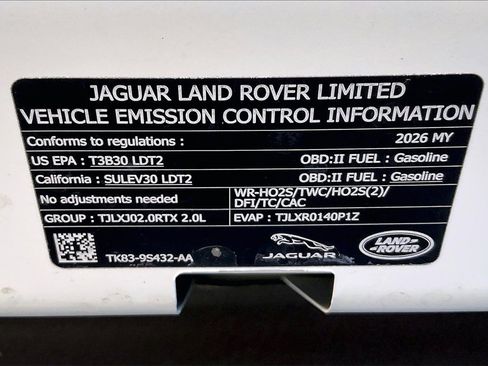 JAGUAR LAND ROVER LIMITED
VEHICLE EMISSION CONTROL INFORMATION
Conforms to regulations : 2026 MY
US EPA : T3B30 LDT2 OBD:II FUEL : Gasoline
California : SULEV30 LDT2 OBD:II FUEL : Gasoline
No adjustments needed WR-HO2S/TWC/HO2S(2)/
DFI/TC/CAC
GROUP : TJLXJ02.0RTX 2.0L EVAP : TJLXR0140P1Z
TK83-9S432-AA JAGUAR LAND-ROVER